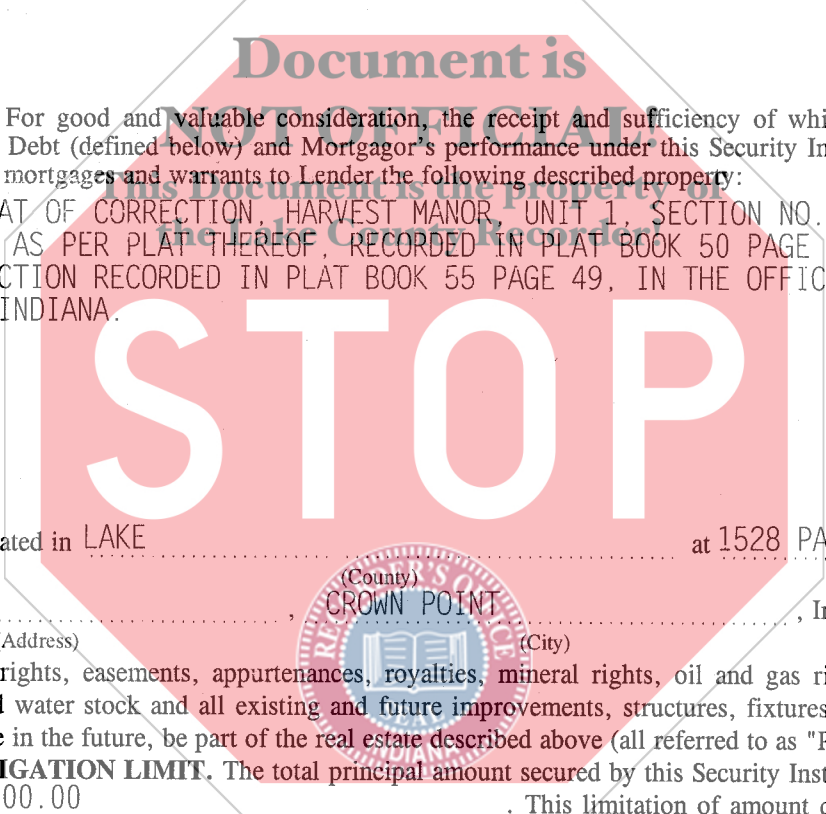 Document is
NOT OFFICIAL!
This Document is the property of
the Lake County Recorder!
For good and valuable consideration, the receipt and sufficiency of whi
Debt (defined below) and Mortgagor's performance under this Security In
mortgages and warrants to Lender the following described property:
AT OF CORRECTION, HARVEST MANOR, UNIT 1, SECTION NO.
AS PER PLAT THEREOF, RECORDED IN PLAT BOOK 50 PAGE
CTION RECORDED IN PLAT BOOK 55 PAGE 49, IN THE OFFIC
INDIANA.
STOP
ated in LAKE at 1528 PA
(County)
, CROWN POINT , In
(Address) (City)
rights, easements, appurtenances, royalties, mineral rights, oil and gas ri
water stock and all existing and future improvements, structures, fixtures
e in the future, be part of the real estate described above (all referred to as "P
IGATION LIMIT. The total principal amount secured by this Security Inst
00.00 . This limitation of amount
RECORDER'S OFFICE
SEAL
INDIANA